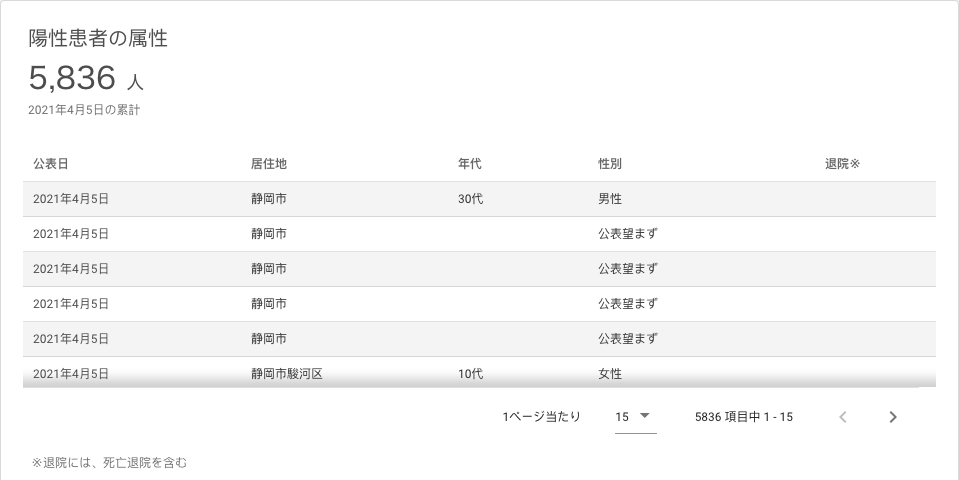 陽性患者の属性
5,836 人
2021年4月5日の累計
公表日 居住地 年代 性別 退院※
2021年4月5日 静岡市 30代 男性
2021年4月5日 静岡市 公表望まず
2021年4月5日 静岡市 公表望まず
2021年4月5日 静岡市 公表望まず
2021年4月5日 静岡市 公表望まず
2021年4月5日 静岡市駿河区 10代 女性
1ページ当たり 15 5836 項目中 1 - 15
※退院には、死亡退院を含む